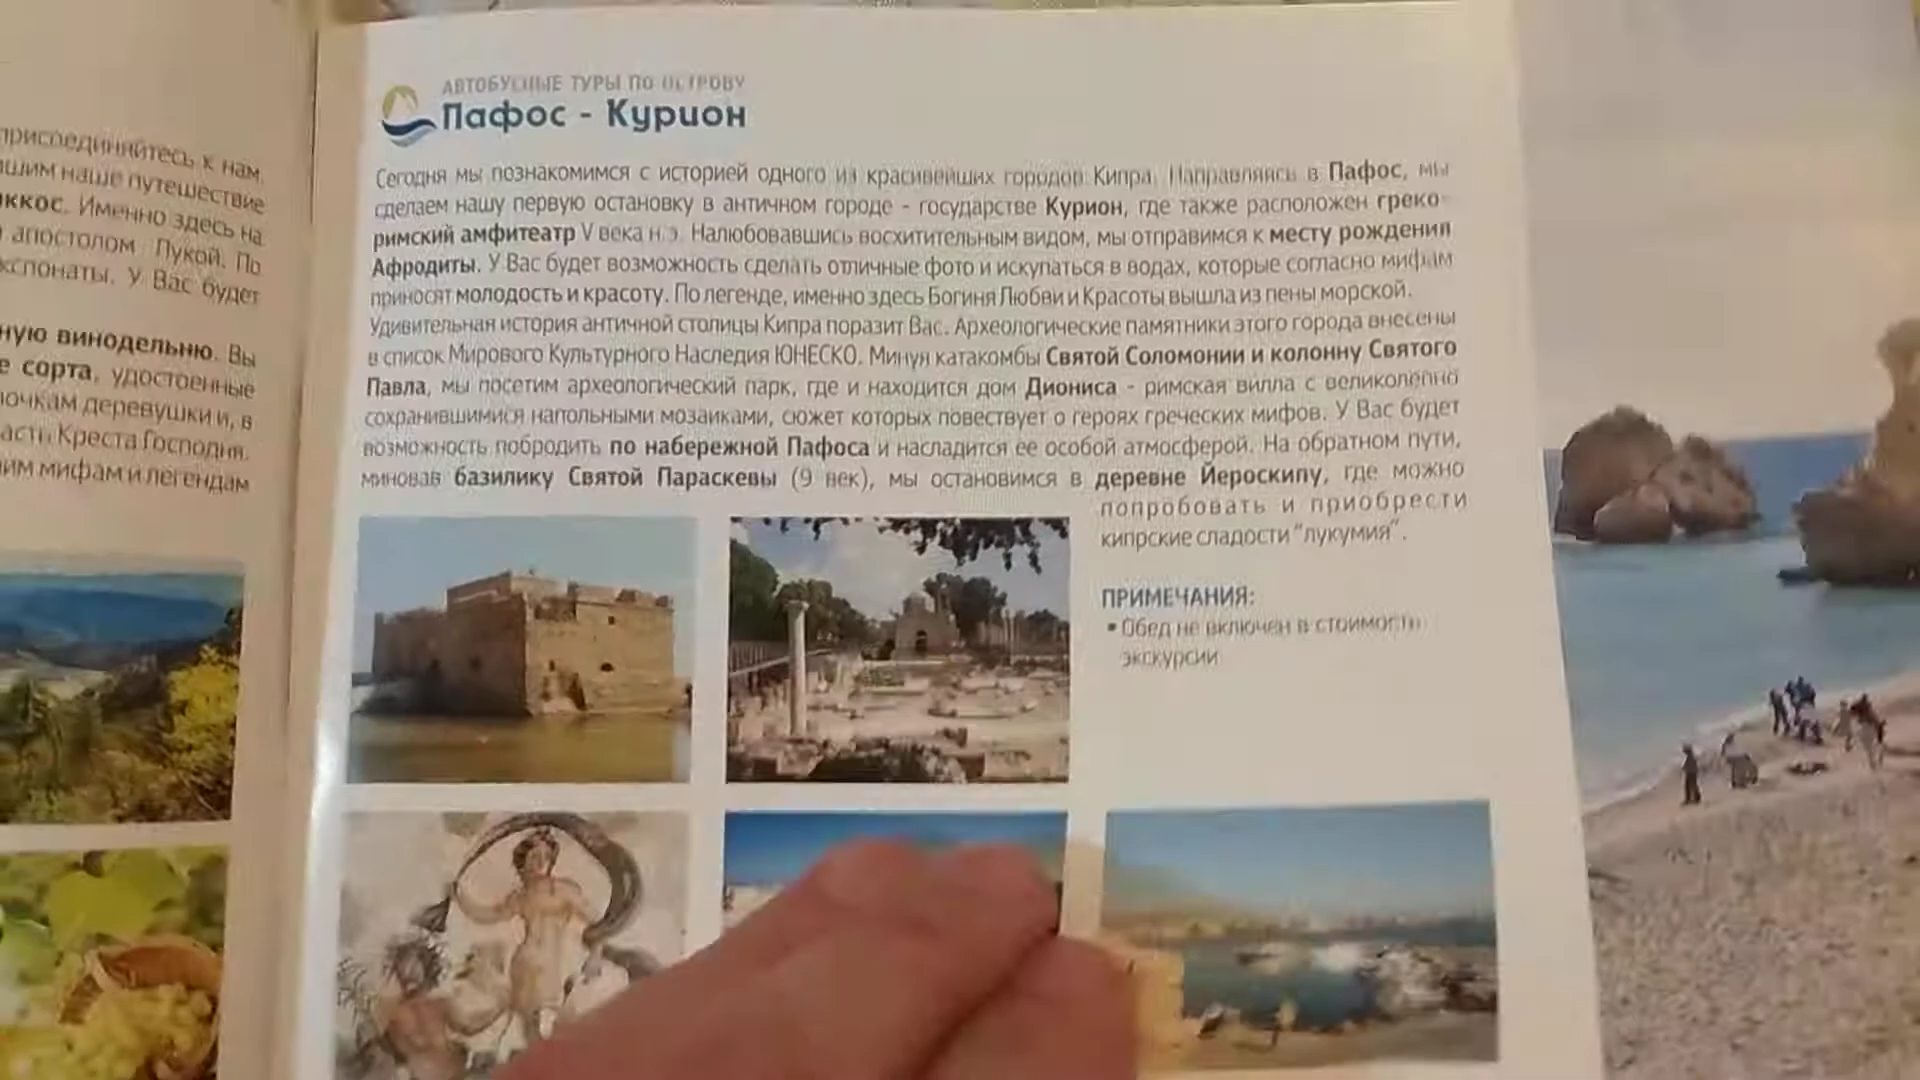 присоединяйтесь к нам.
наше путешествие
Именно здесь на
апостолом Лукой. По
У Вас будет
винодельню. Вы
сорта, удостоенные
деревушки и, в
Креста Господня.
мифам и легендам
АВТОБУСНЫЕ ТУРЫ ПО ОСТРОВУ
Пафос - Курион
Сегодня мы познакомимся с историей одного из красивейших городов Кипра. Направляясь в Пафос, мы
сделаем нашу первую остановку в античном городе - государстве Курион, где также расположен греко-
римский амфитеатр V века н.э. Налюбовавшись восхитительным видом, мы отправимся к месту рождения
Афродиты. У Вас будет возможность сделать отличные фото и искупаться в водах, которые согласно мифам
приносят молодость и красоту. По легенде, именно здесь Богиня Любви и Красоты вышла из пены морской.
Удивительная история античной столицы Кипра поразит Вас. Археологические памятники этого города внесены
в список Мирового Культурного Наследия ЮНЕСКО. Минуя катакомбы Святой Соломонии и колонну Святого
Павла, мы посетим археологический парк, где и находится дом Диониса - римская вилла с великолепно
сохранившимися напольными мозаиками, сюжет которых повествует о героях греческих мифов. У Вас будет
возможность побродить по набережной Пафоса и насладится ее особой атмосферой. На обратном пути,
миновав базилику Святой Параскевы (9 век), мы остановимся в деревне Йероскипу, где можно
попробовать и приобрести
кипрские сладости "лукумия".
ПРИМЕЧАНИЯ:
• Обед не включен в стоимость
экскурсии